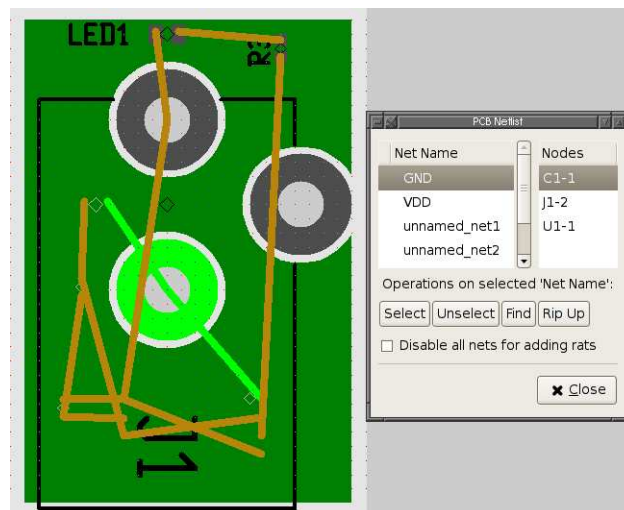 LED1
R3
PCB Netlist
Net Name
Nodes
GND
C1-1
VDD
J1-2
unnamed_net1
U1-1
unnamed_net2
Operations on selected 'Net Name':
Select Unselect Find Rip Up
Disable all nets for adding rats
Close